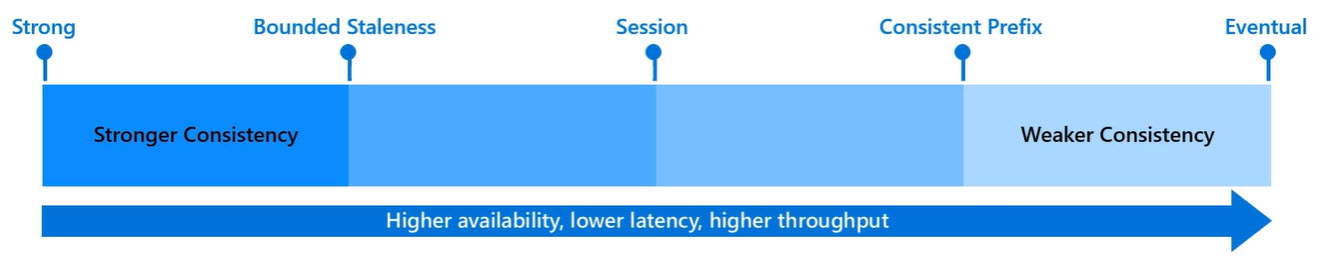 Strong Bounded Staleness Session Consistent Prefix Eventual
Stronger Consistency Weaker Consistency
Higher availability, lower latency, higher throughput